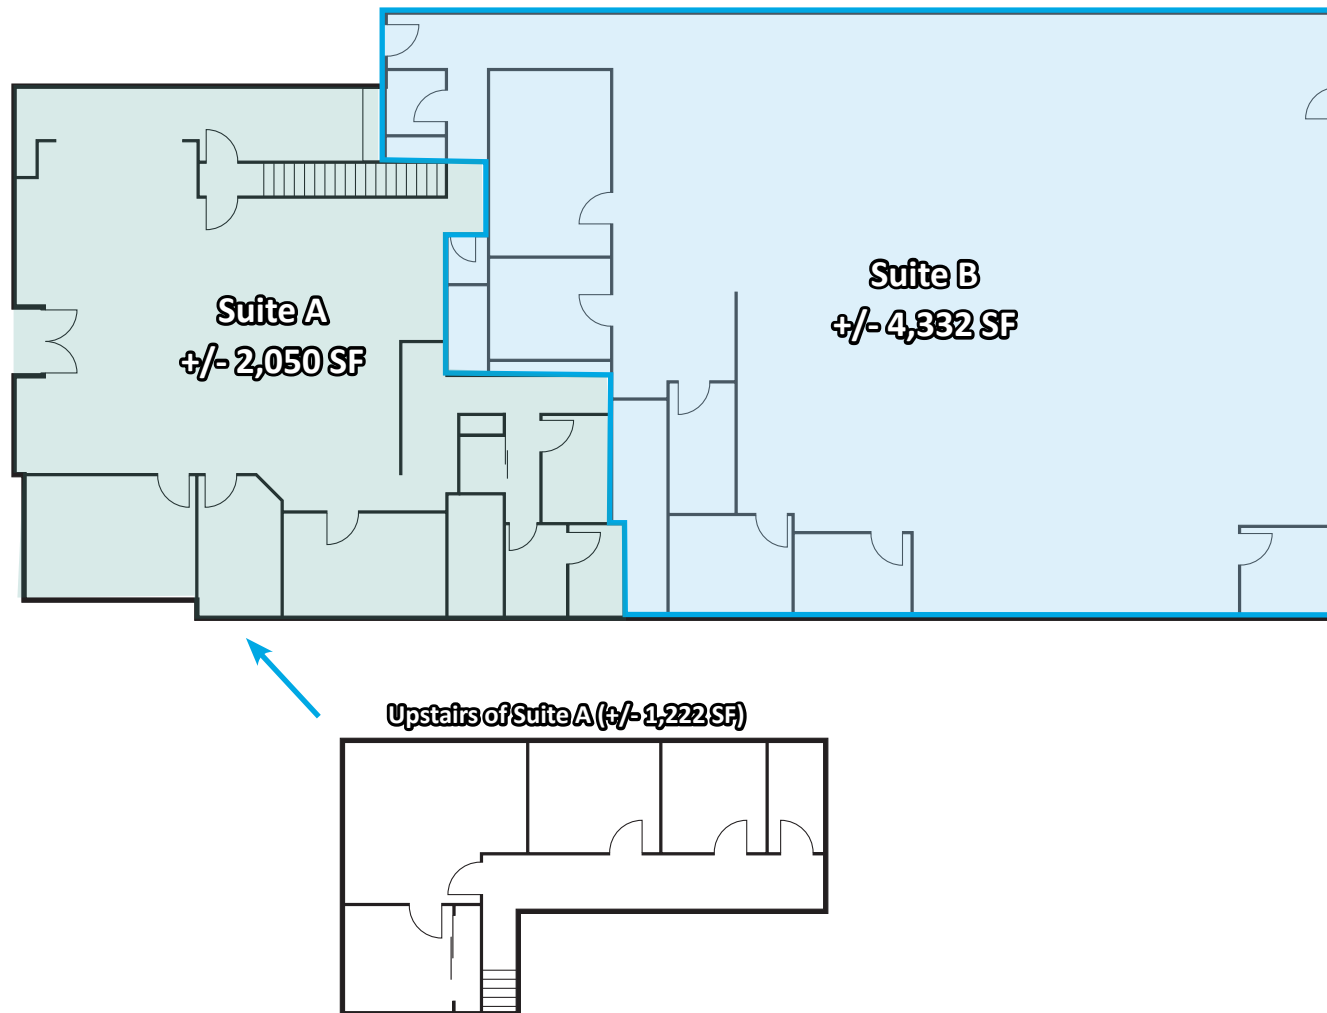 Suite A
+/- 2,050 SF
Suite B
+/- 4,332 SF
Upstairs of Suite A (+/- 1,222 SF)